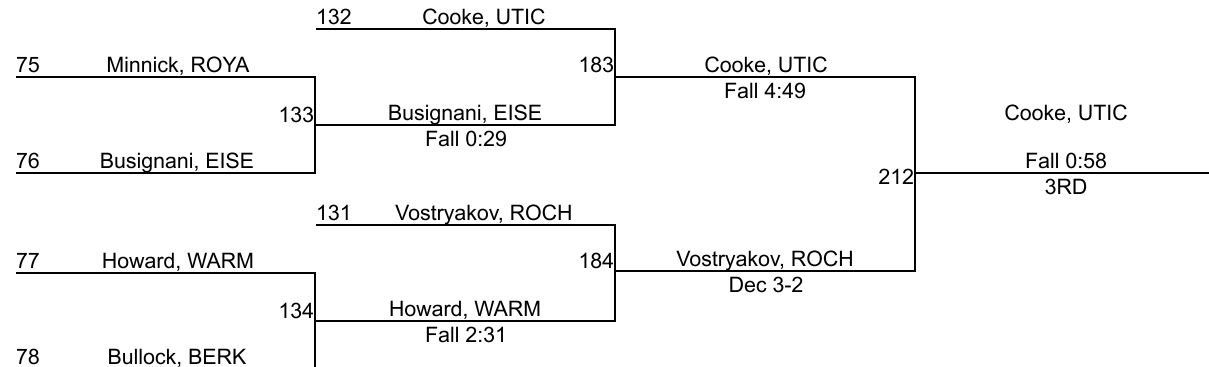 132 Cooke, UTIC
75 Minnick, ROYA
183 Cooke, UTIC
Fall 4:49
133 Busignani, EISE
Fall 0:29
Cooke, UTIC
76 Busignani, EISE
Fall 0:58
212
3RD
131 Vostryakov, ROCH
77 Howard, WARM
184 Vostryakov, ROCH
Dec 3-2
134 Howard, WARM
Fall 2:31
78 Bullock, BERK